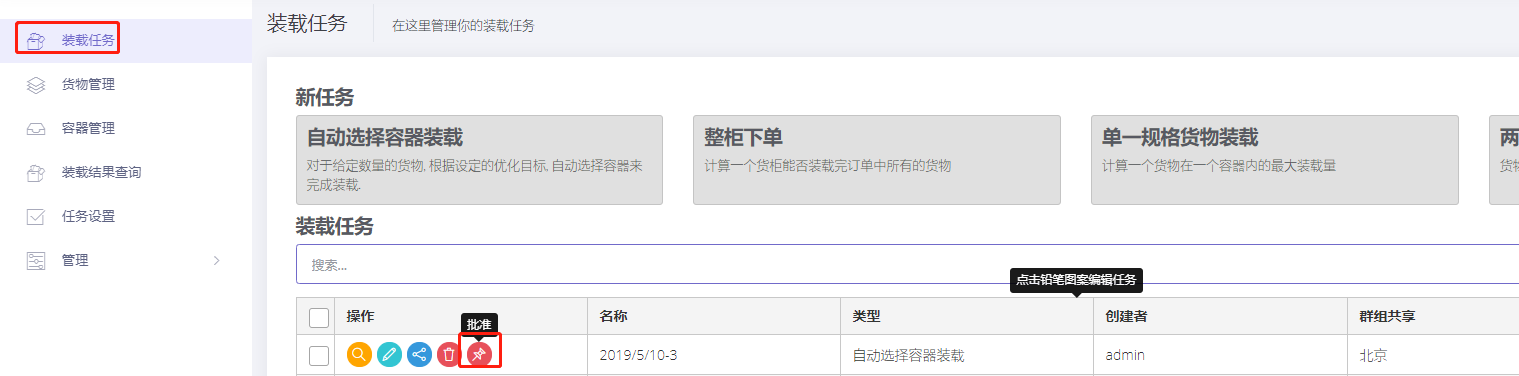 装载任务
货物管理
容器管理
装载结果查询
任务设置
管理
装载任务 在这里管理你的装载任务
新任务
自动选择容器装载
对于给定数量的货物, 根据设定的优化目标, 自动选择容器来
完成装载.
整柜下单
计算一个货柜能否装载完订单中所有的货物
单一规格货物装载
计算一个货物在一个容器内的最大装载量
两
货物
装载任务
搜索...
点击铅笔图案编辑任务
操作 名称 类型 创建者 群组共享
批准
2019/5/10-3 自动选择容器装载 admin 北京